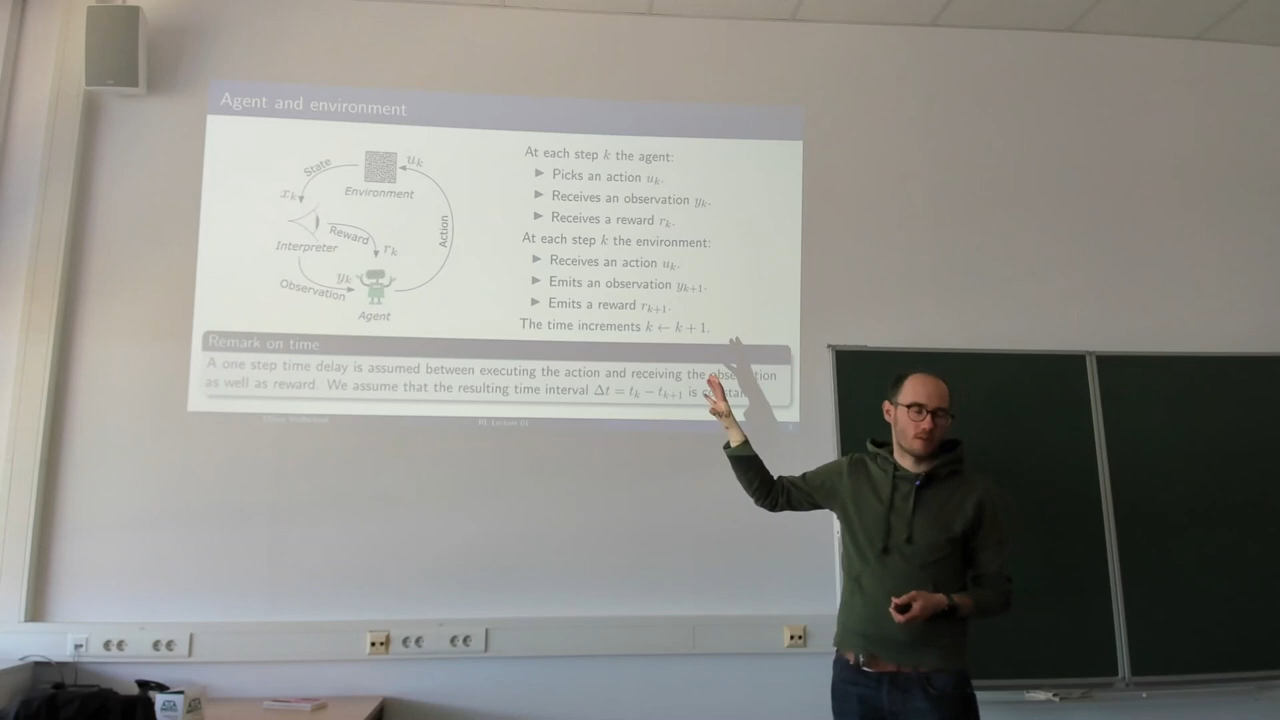 Agent and environment
State
u_k
x_k
Environment
Reward
r_k
Action
Interpreter
y_k
Observation
Agent
At each step k the agent:
▶ Picks an action u_k.
▶ Receives an observation y_k.
▶ Receives a reward r_k.
At each step k the environment:
▶ Receives an action u_k.
▶ Emits an observation y_{k+1}.
▶ Emits a reward r_{k+1}.
The time increments k ← k + 1.
Remark on time
A one step time delay is assumed between executing the action and receiving the observation
as well as reward. We assume that the resulting time interval Δt = t_k − t_{k+1} is constant
RL Lecture 01